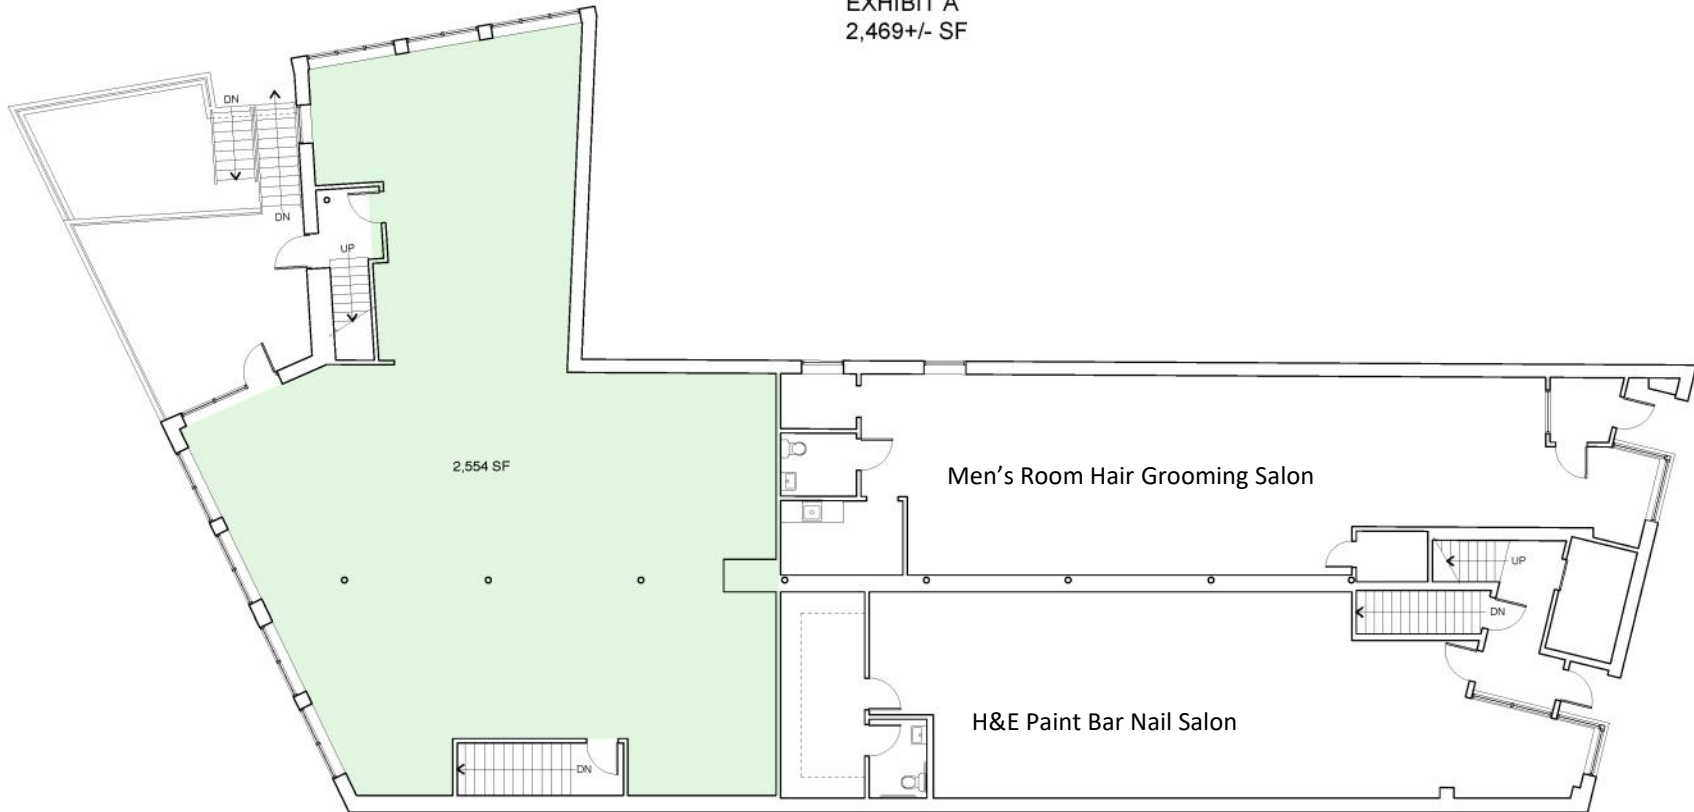 EXHIBIT A
2,469+/- SF
DN
DN
UP
2,554 SF
Men’s Room Hair Grooming Salon
UP
DN
H&E Paint Bar Nail Salon
DN